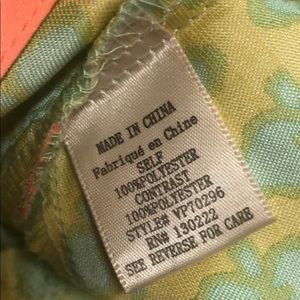 MADE IN CHINA
Fabriqué en Chine
SELF
100%POLYESTER
CONTRAST
100%POLYESTER
STYLE# VP70296
RN# 130222
SEE REVERSE FOR CARE